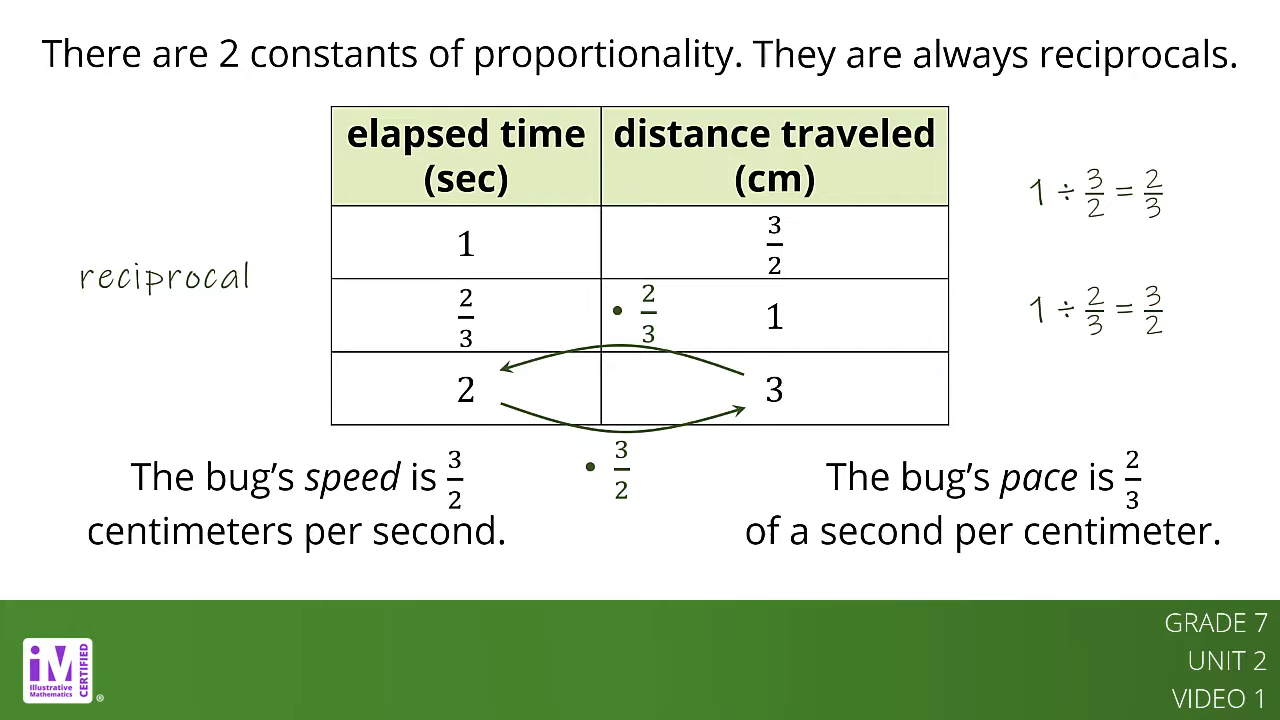 There are 2 constants of proportionality. They are always reciprocals.
elapsed time (sec)
distance traveled (cm)
1
3/2
2/3
1
2
3
• 2/3
• 3/2
reciprocal
1 ÷ 3/2 = 2/3
1 ÷ 2/3 = 3/2
The bug's speed is 3/2
centimeters per second.
The bug's pace is 2/3
of a second per centimeter.
iM
Illustrative
Mathematics
CERTIFIED
®
GRADE 7
UNIT 2
VIDEO 1